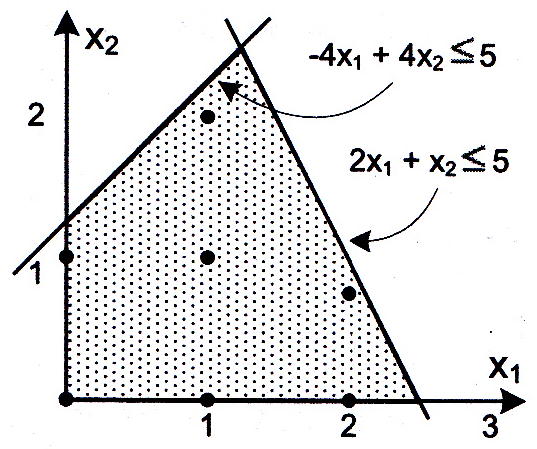 x₂
-4x₁ + 4x₂ ≤ 5
2
2x₁ + x₂ ≤ 5
1
x₁
1
2
3